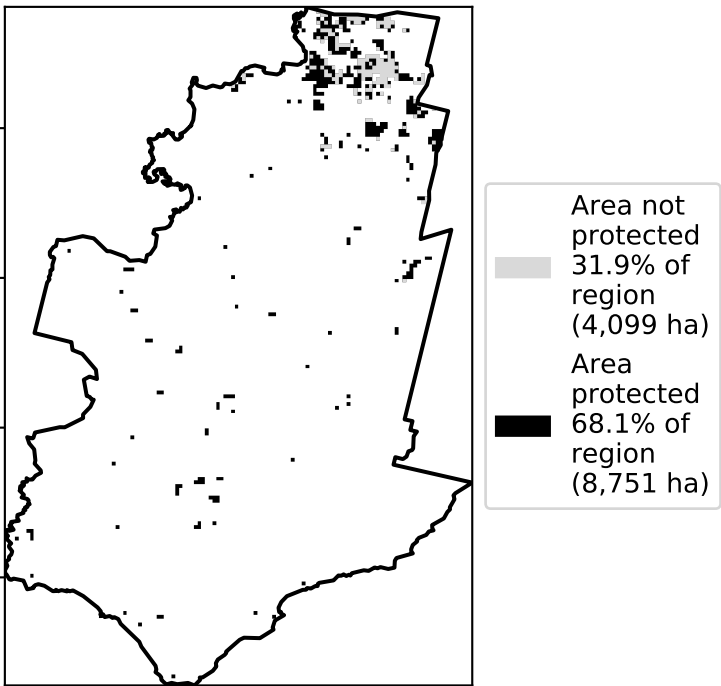 Area not
protected
31.9% of
region
(4,099 ha)
Area
protected
68.1% of
region
(8,751 ha)